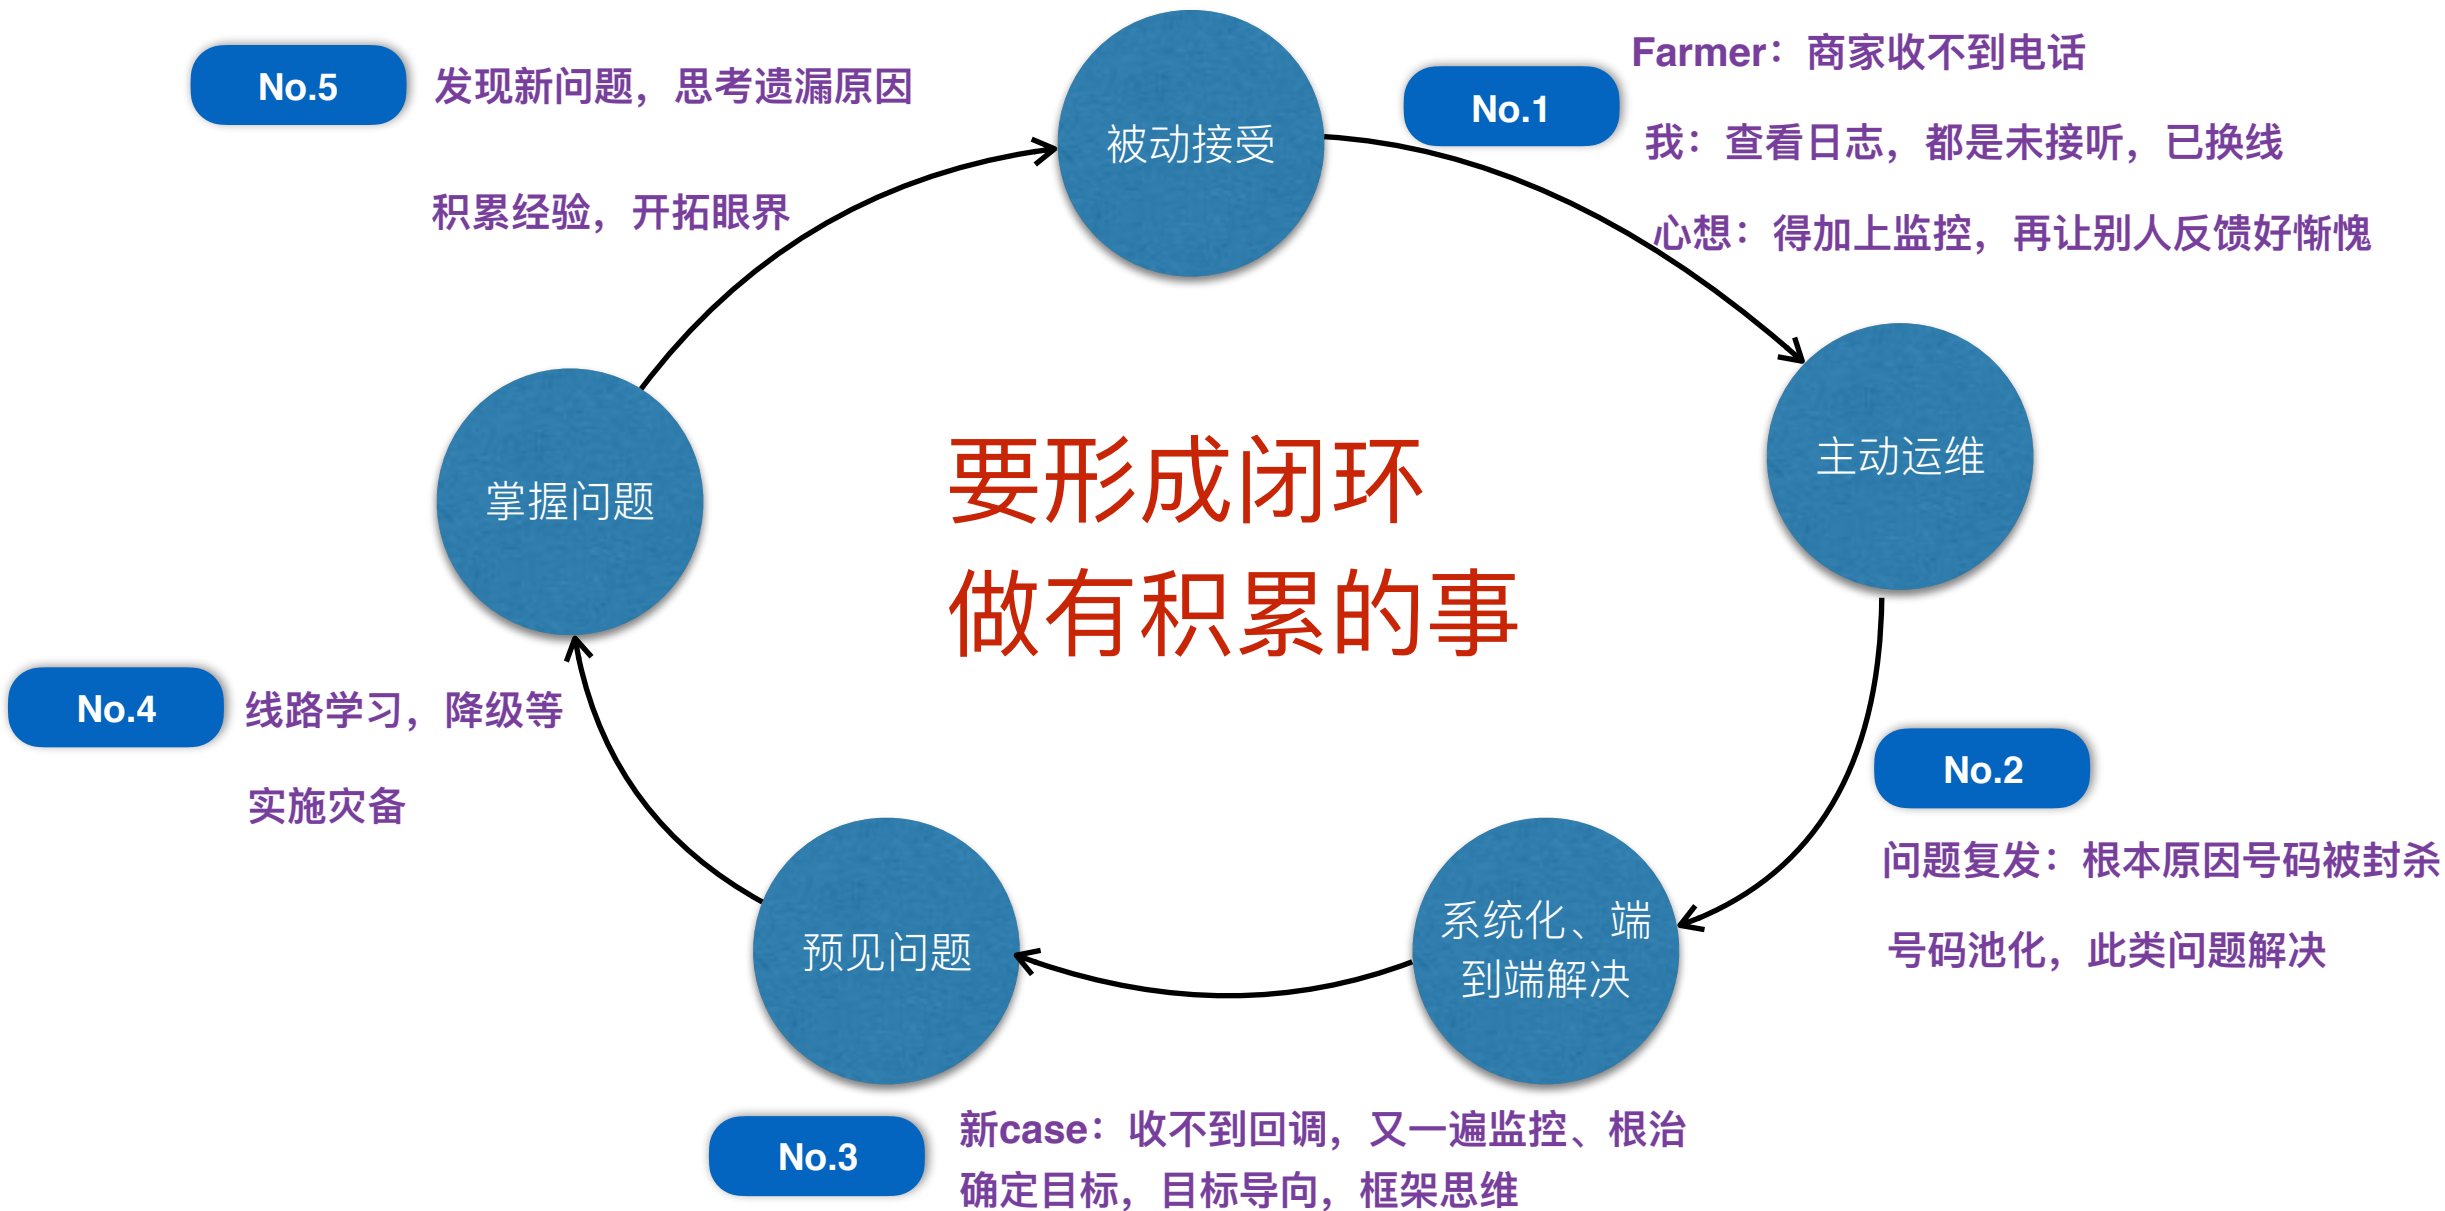 被动接受
No.1
Farmer：商家收不到电话
我：查看日志，都是未接听，已换线
心想：得加上监控，再让别人反馈好惭愧
主动运维
No.2
问题复发：根本原因号码被封杀
号码池化，此类问题解决
系统化、端
到端解决
No.3
新case：收不到回调，又一遍监控、根治
确定目标，目标导向，框架思维
预见问题
No.4
线路学习，降级等
实施灾备
掌握问题
No.5
发现新问题，思考遗漏原因
积累经验，开拓眼界
要形成闭环
做有积累的事